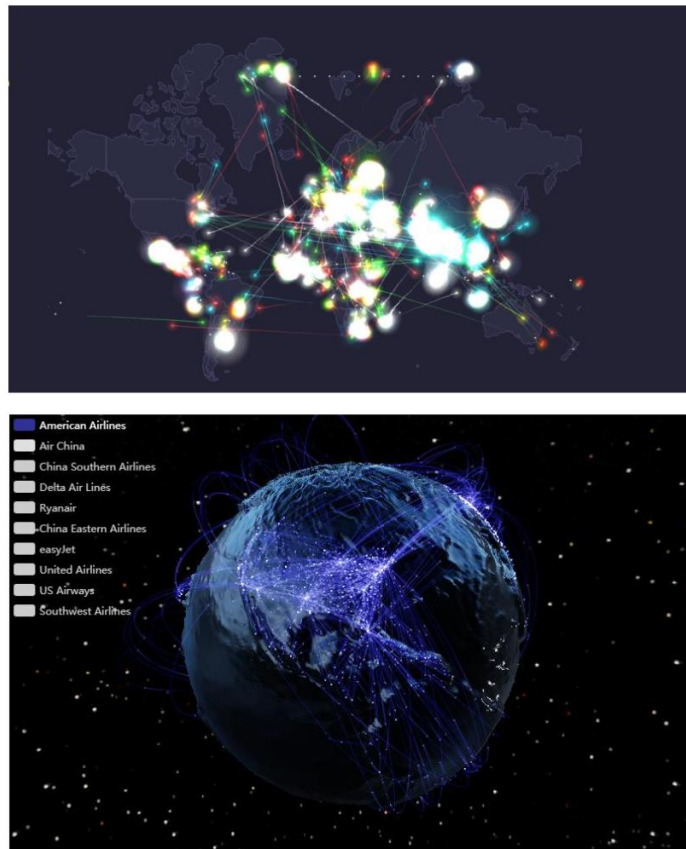 American Airlines
Air China
China Southern Airlines
Delta Air Lines
Ryanair
China Eastern Airlines
easyJet
United Airlines
US Airways
Southwest Airlines